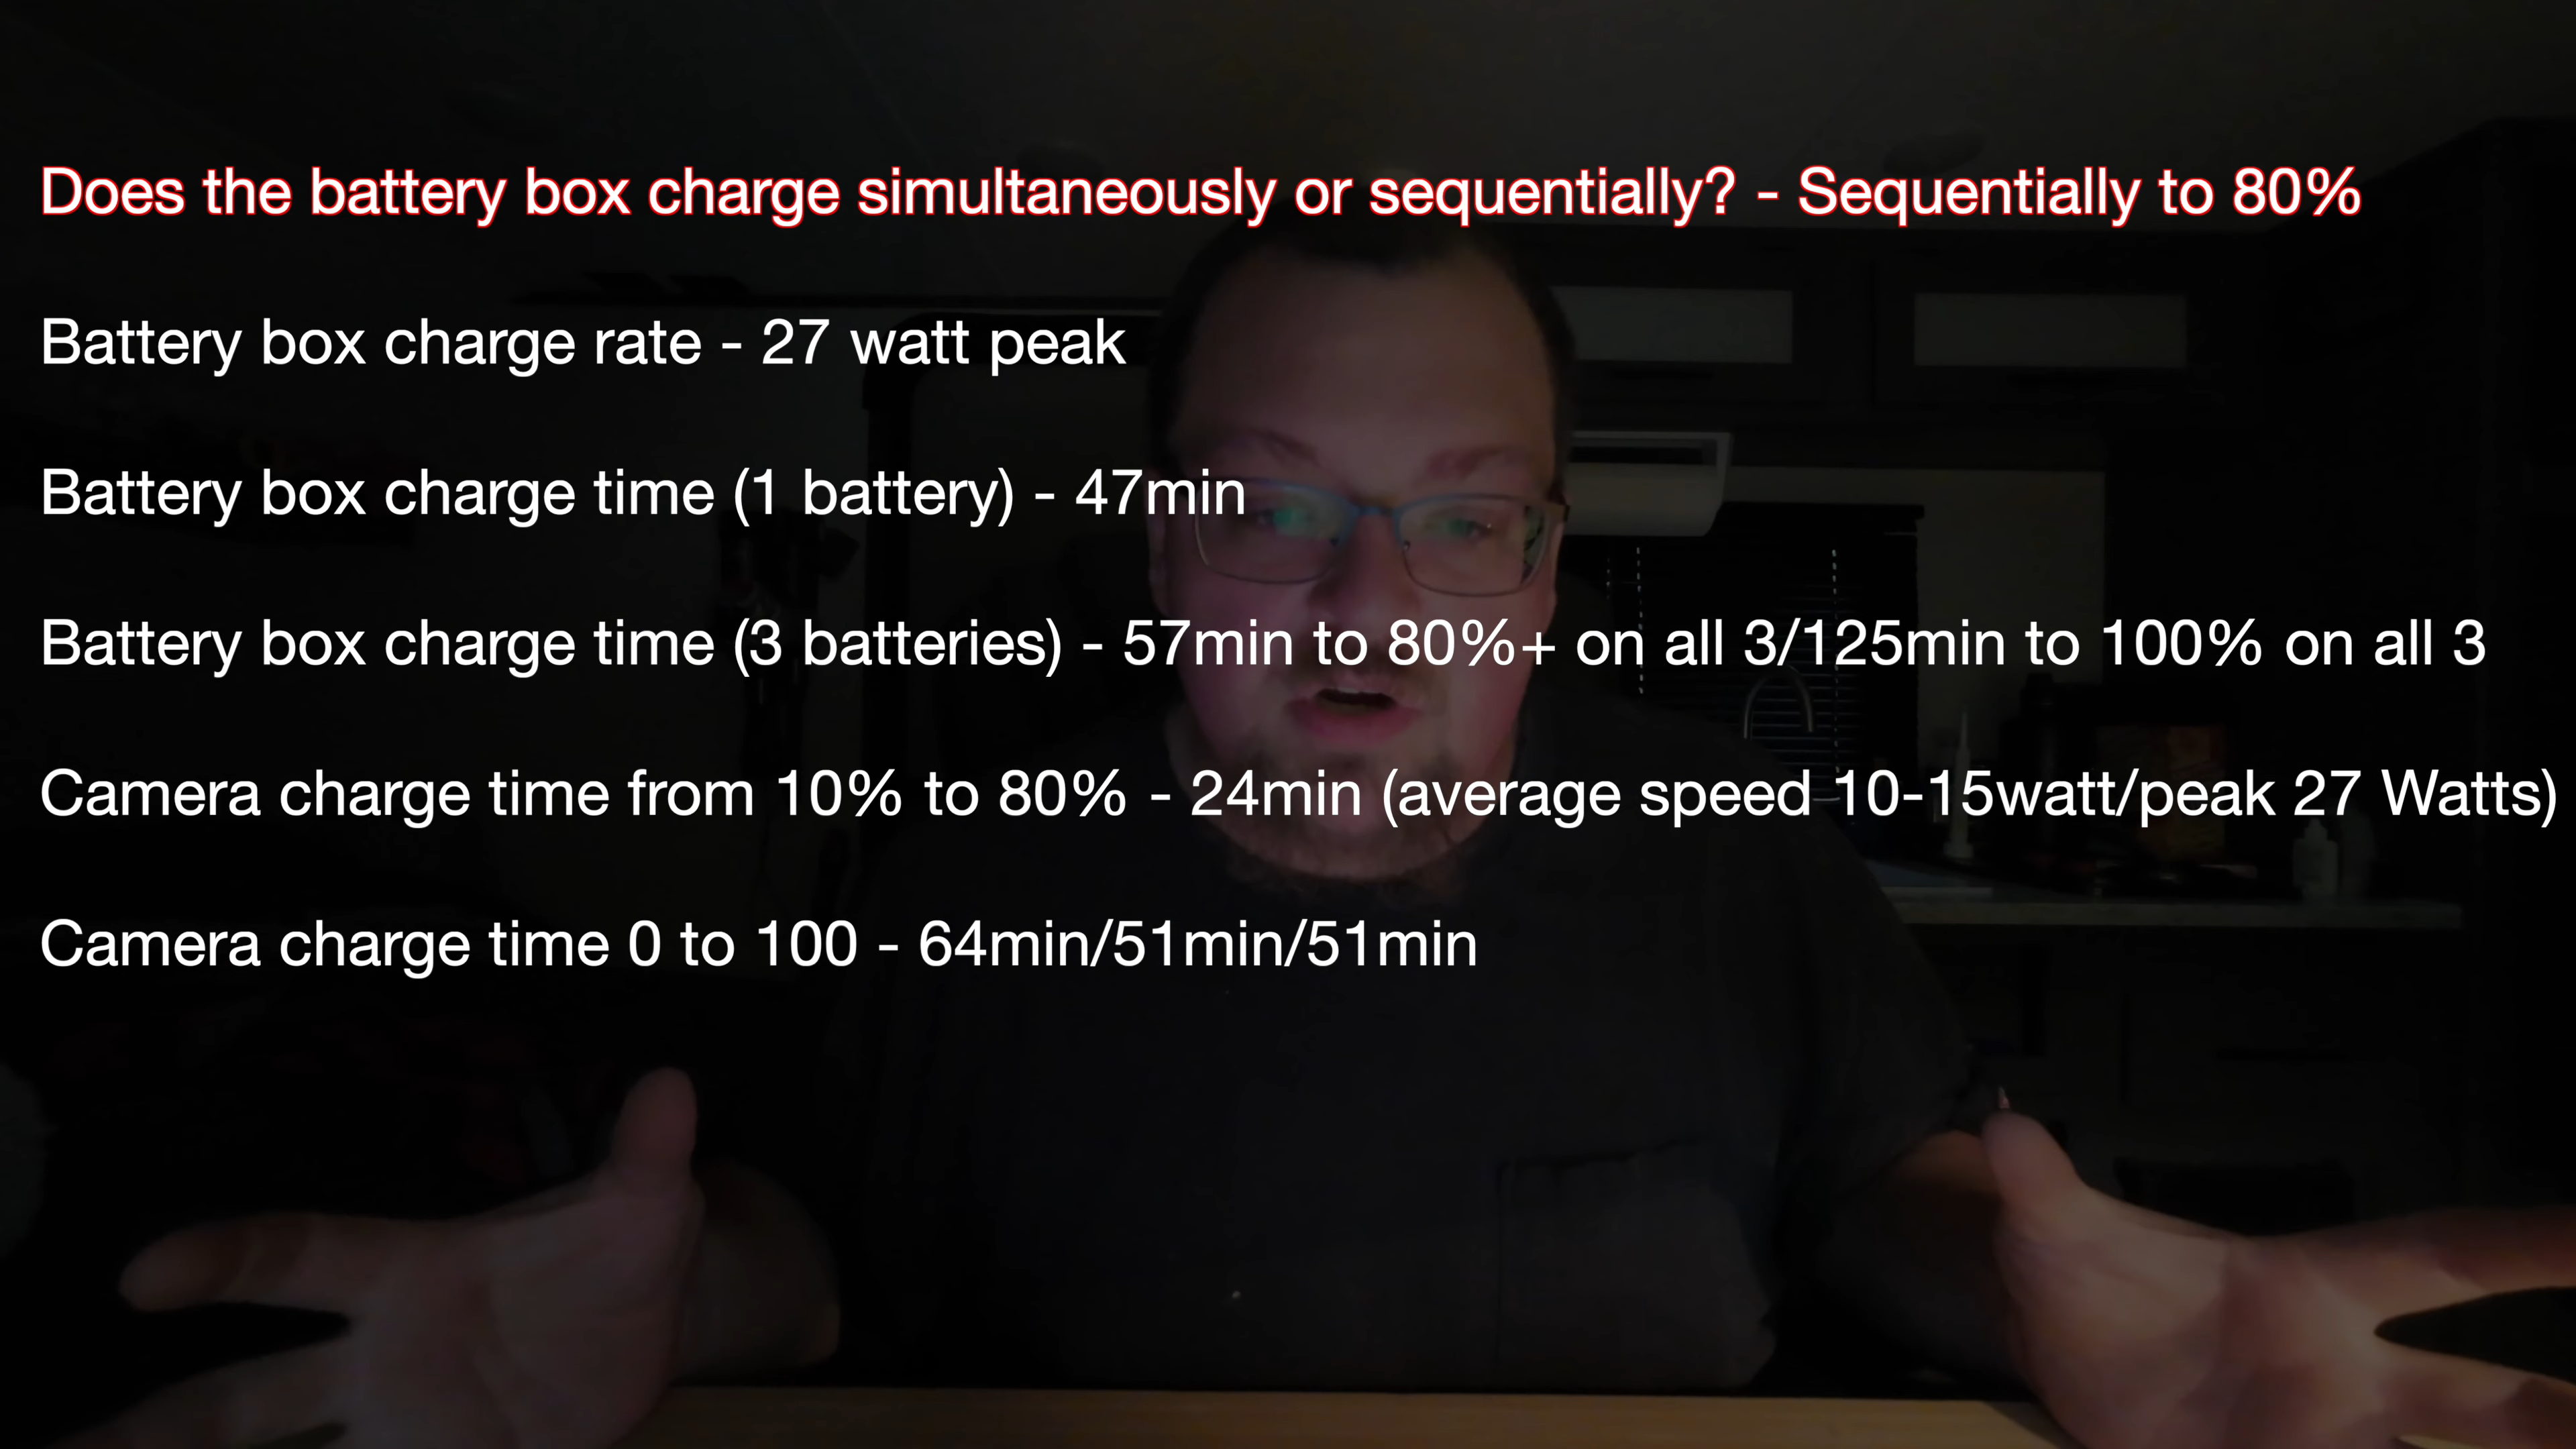 Does the battery box charge simultaneously or sequentially? - Sequentially to 80%
Battery box charge rate - 27 watt peak
Battery box charge time (1 battery) - 47min
Battery box charge time (3 batteries) - 57min to 80%+ on all 3/125min to 100% on all 3
Camera charge time from 10% to 80% - 24min (average speed 10-15watt/peak 27 Watts)
Camera charge time 0 to 100 - 64min/51min/51min